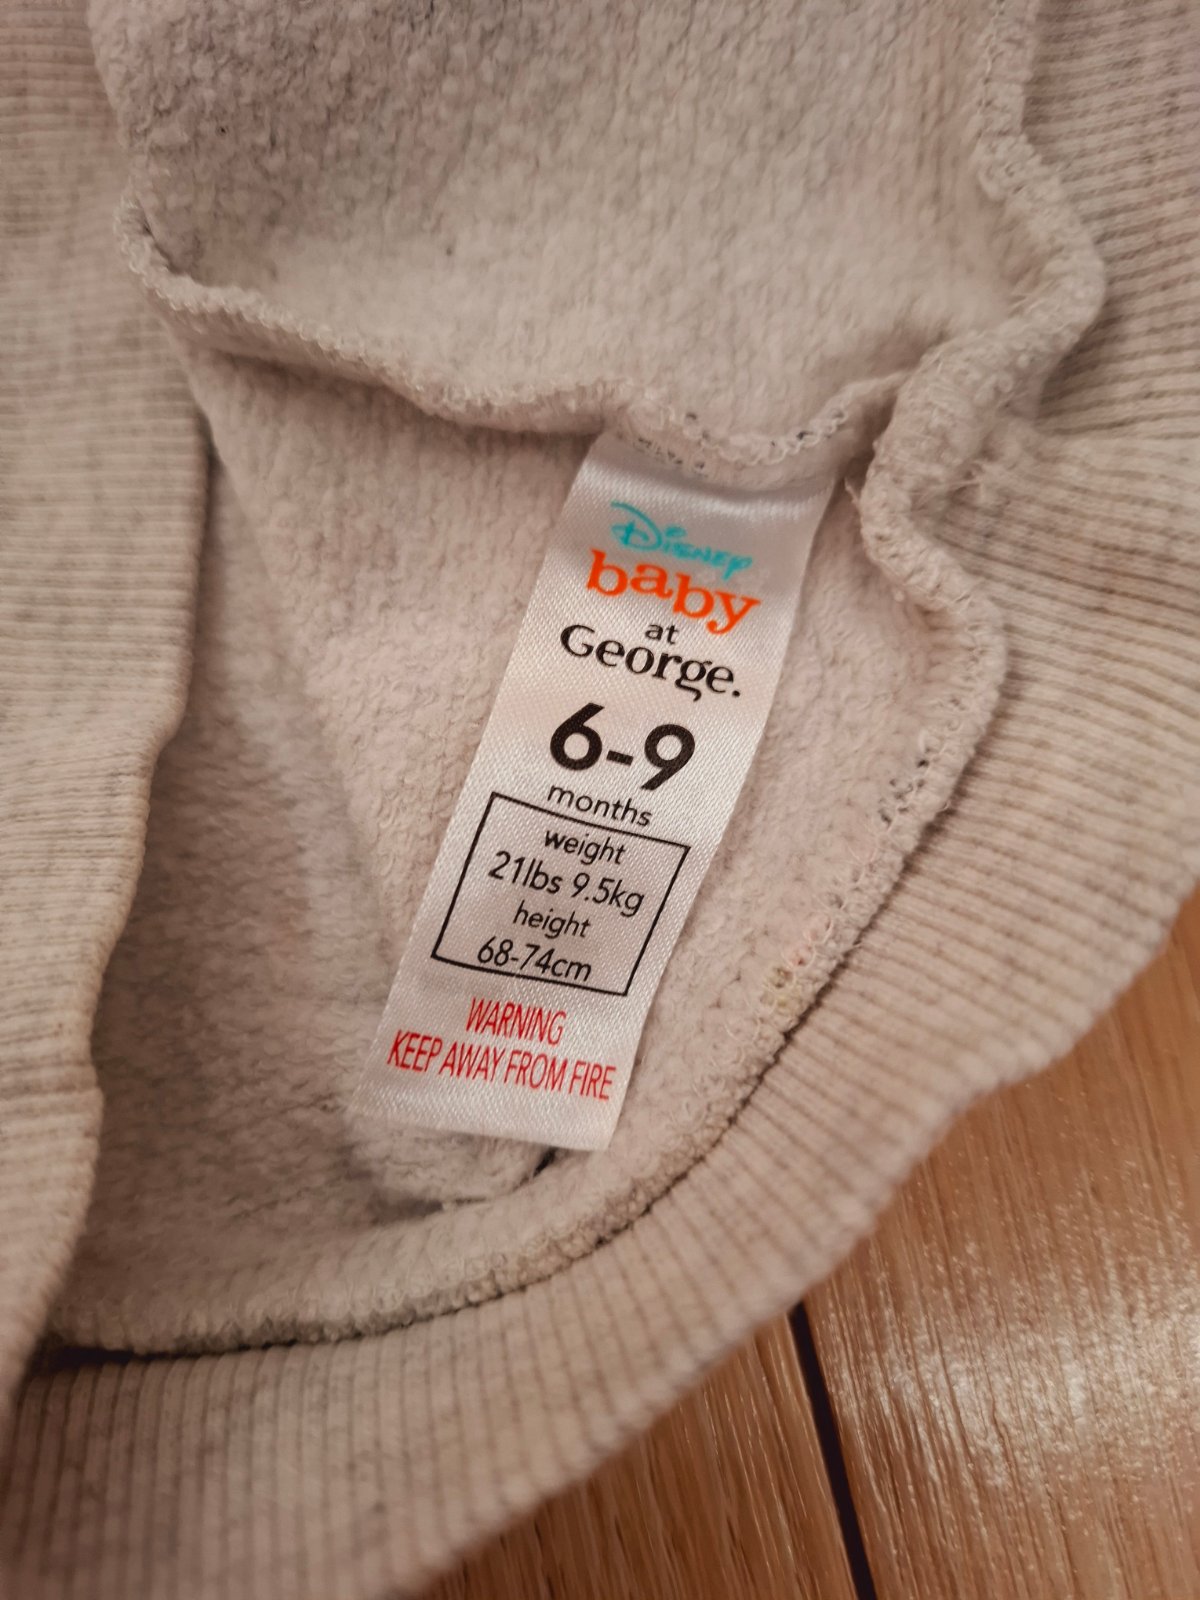 Disney
baby
at
George.
6-9
months
weight
21lbs 9.5kg
height
68-74cm
WARNING
KEEP AWAY FROM FIRE